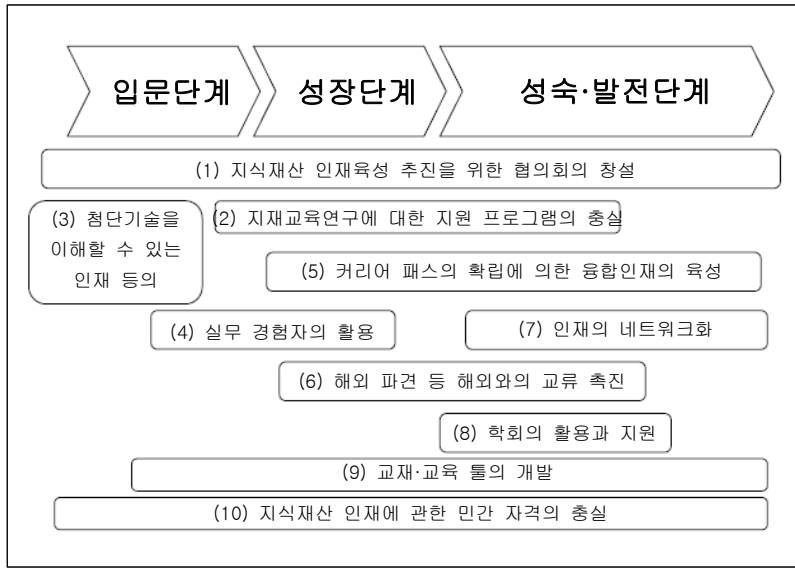 입문단계
성장단계
성숙·발전단계
(1) 지식재산 인재육성 추진을 위한 협의회의 창설
(3) 첨단기술을
이해할 수 있는
인재 등의
(2) 지재교육연구에 대한 지원 프로그램의 충실
(5) 커리어 패스의 확립에 의한 융합인재의 육성
(4) 실무 경험자의 활용
(7) 인재의 네트워크화
(6) 해외 파견 등 해외와의 교류 촉진
(8) 학회의 활용과 지원
(9) 교재·교육 툴의 개발
(10) 지식재산 인재에 관한 민간 자격의 충실